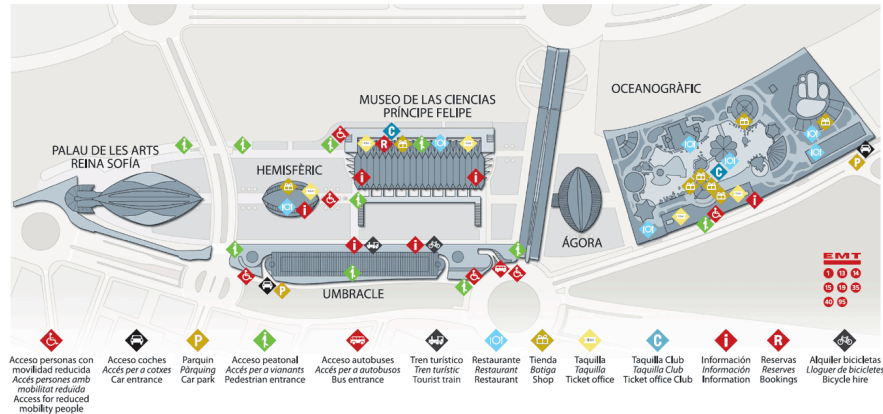 MUSEO DE LAS CIENCIAS
PRÍNCIPE FELIPE
OCEANOGRÀFIC
PALAU DE LES ARTS
REINA SOFÍA
HEMISFÈRIC
ÁGORA
UMBRACLE
EMT
1 13 14
15 19 35
40 95
Acceso personas con
movilidad reducida
Accés persones amb
mobilitat reduïda
Access for reduced
mobility people
Acceso coches
Accés per a cotxes
Car entrance
Parquin
Pàrquing
Car park
Acceso peatonal
Accés per a vianants
Pedestrian entrance
Acceso autobuses
Accés per a autobusos
Bus entrance
Tren turístico
Tren turístic
Tourist train
Restaurante
Restaurant
Restaurant
Tienda
Botiga
Shop
Taquilla
Taquilla
Ticket office
Taquilla Club
Taquilla Club
Ticket office Club
Información
Información
Information
Reservas
Reserves
Bookings
Alquiler bicicletas
Lloguer de bicicletes
Bicycle hire